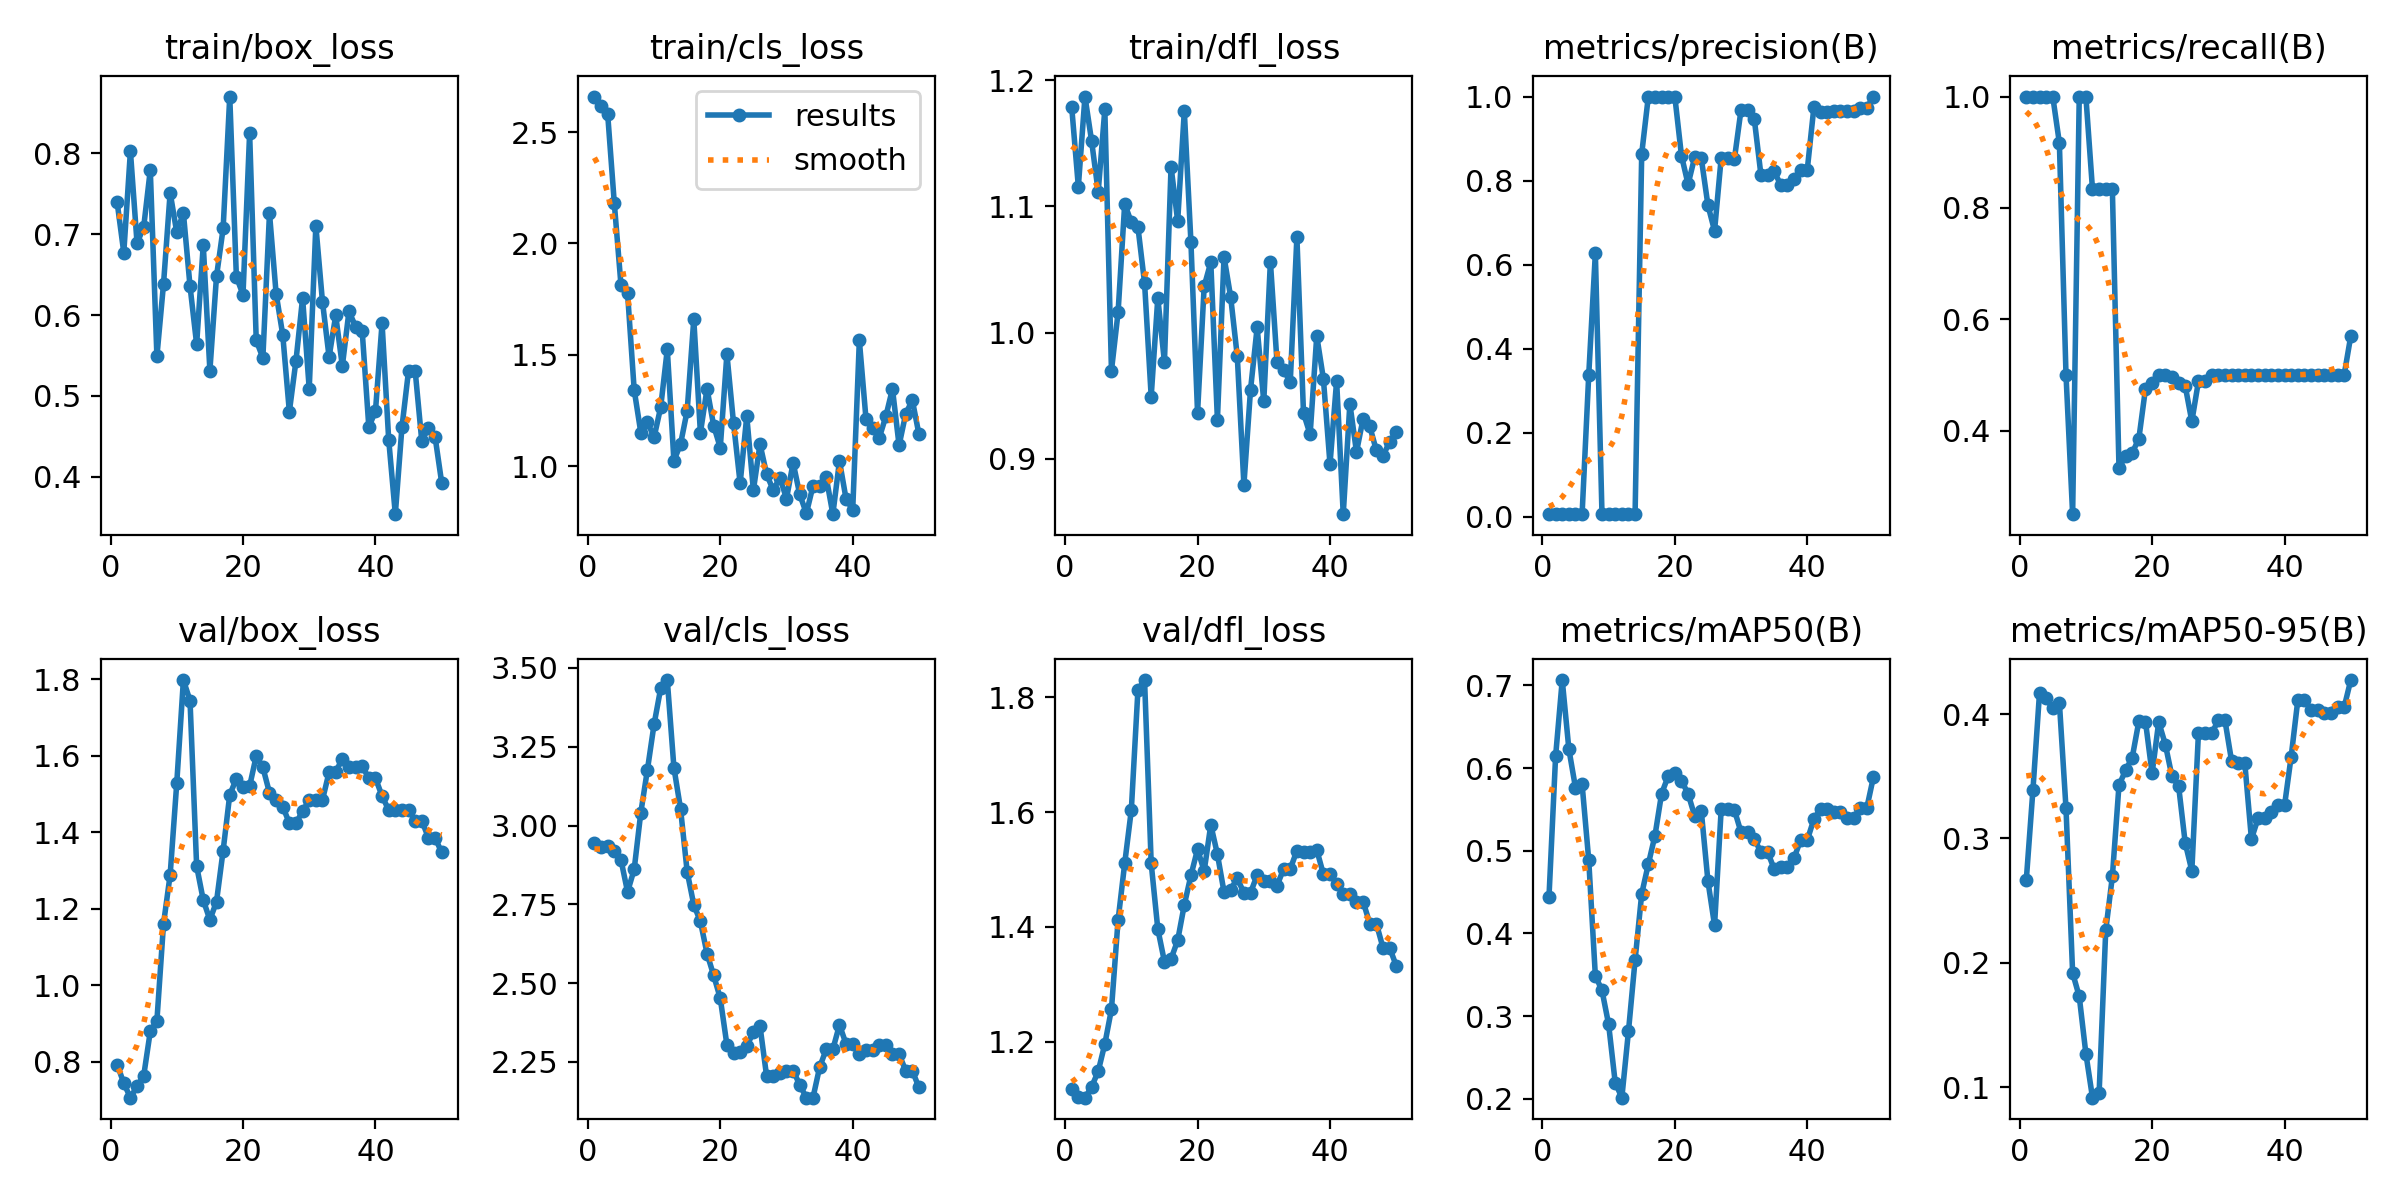 train/box_loss
train/cls_loss
train/dfl_loss
metrics/precision(B)
metrics/recall(B)
0.8
0.7
0.6
0.5
0.4
0 20 40
results
smooth
2.5
2.0
1.5
1.0
0 20 40
1.2
1.1
1.0
0.9
0 20 40
1.0
0.8
0.6
0.4
0.2
0.0
0 20 40
1.0
0.8
0.6
0.4
0 20 40
val/box_loss
val/cls_loss
val/dfl_loss
metrics/mAP50(B)
metrics/mAP50-95(B)
1.8
1.6
1.4
1.2
1.0
0.8
0 20 40
3.50
3.25
3.00
2.75
2.50
2.25
0 20 40
1.8
1.6
1.4
1.2
0 20 40
0.7
0.6
0.5
0.4
0.3
0.2
0 20 40
0.4
0.3
0.2
0.1
0 20 40